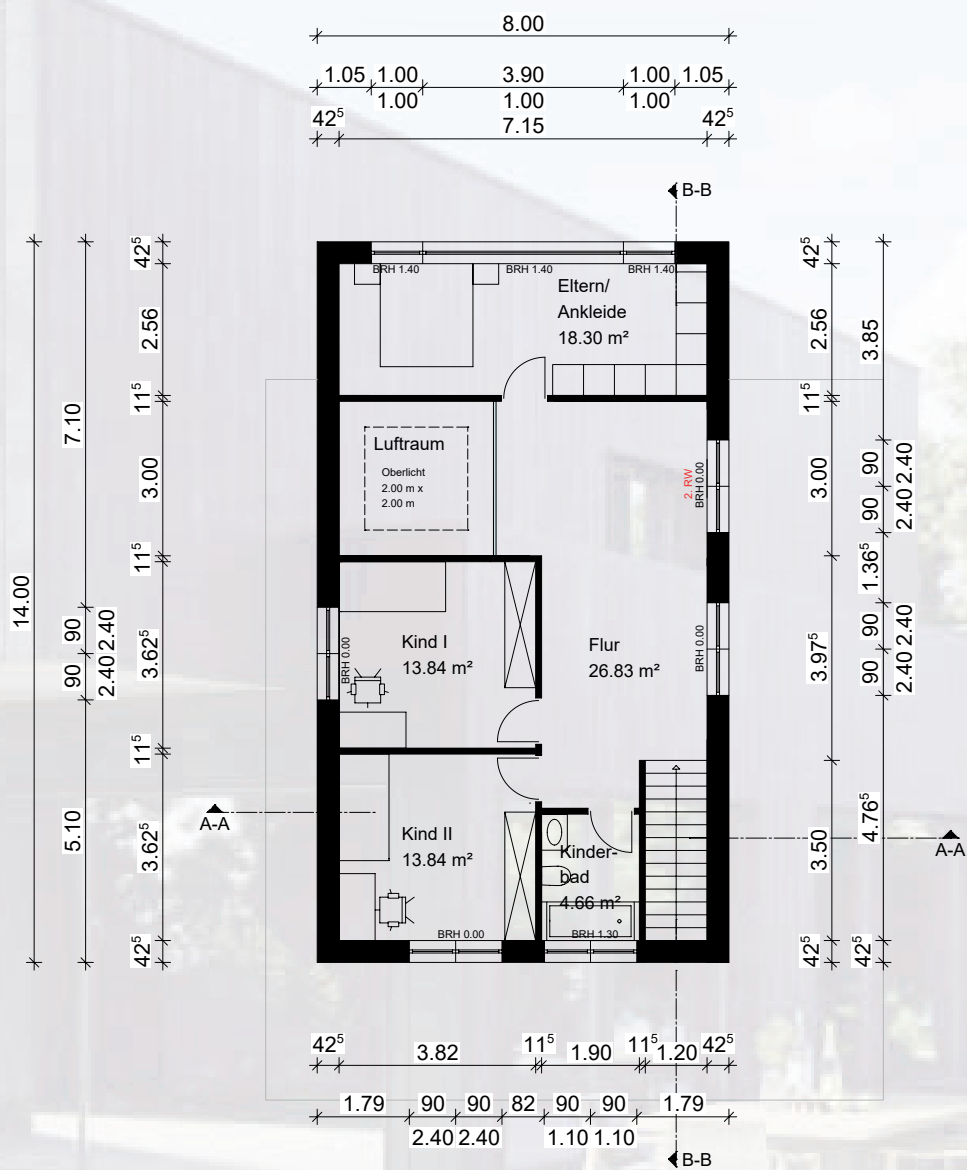 8.00
1.05 1.00 3.90 1.00 1.05
1.00 1.00 1.00
42⁵ 7.15 42⁵
B-B
14.00
7.10
5.10
42⁵
2.56
11⁵
3.00
11⁵
3.62⁵
11⁵
3.62⁵
42⁵
90 2.40
90 2.40
BRH 1.40 BRH 1.40 BRH 1.40
Eltern/
Ankleide
18.30 m²
Luftraum
Oberlicht
2.00 m x
2.00 m
2. RW
BRH 0.00
Kind I
13.84 m²
BRH 0.00
Flur
26.83 m²
BRH 0.00
Kind II
13.84 m²
Kinder-
bad
4.66 m²
BRH 0.00
BRH 1.30
A-A
A-A
42⁵
2.56
11⁵
3.00
3.97⁵
3.50
42⁵
3.85
90 2.40
90 2.40
1.36⁵
90 2.40
90 2.40
4.76⁵
42⁵
42⁵ 3.82 11⁵ 1.90 11⁵ 1.20 42⁵
1.79 90 90 82 90 90 1.79
2.40 2.40 1.10 1.10
B-B